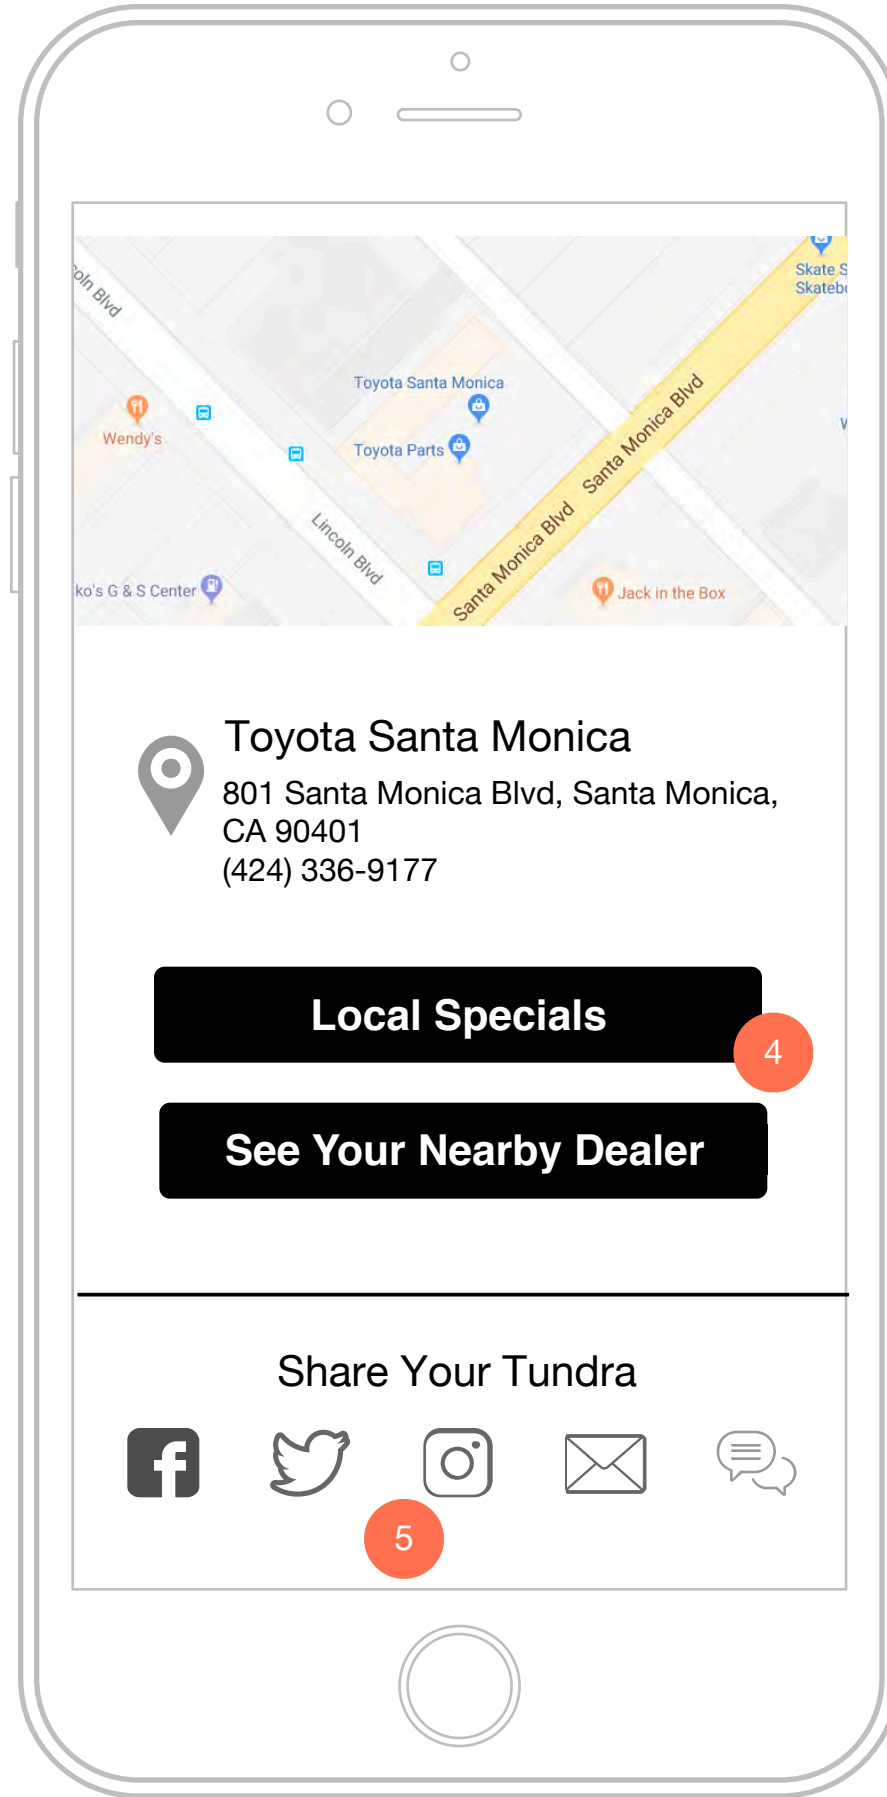 oln Blvd
Skate S
Skatebo
Toyota Santa Monica
Santa Monica Blvd
Wendy's
Toyota Parts
Lincoln Blvd
Santa Monica Blvd
ko's G & S Center
Jack in the Box
Toyota Santa Monica
801 Santa Monica Blvd, Santa Monica,
CA 90401
(424) 336-9177
Local Specials
4
See Your Nearby Dealer
Share Your Tundra
5